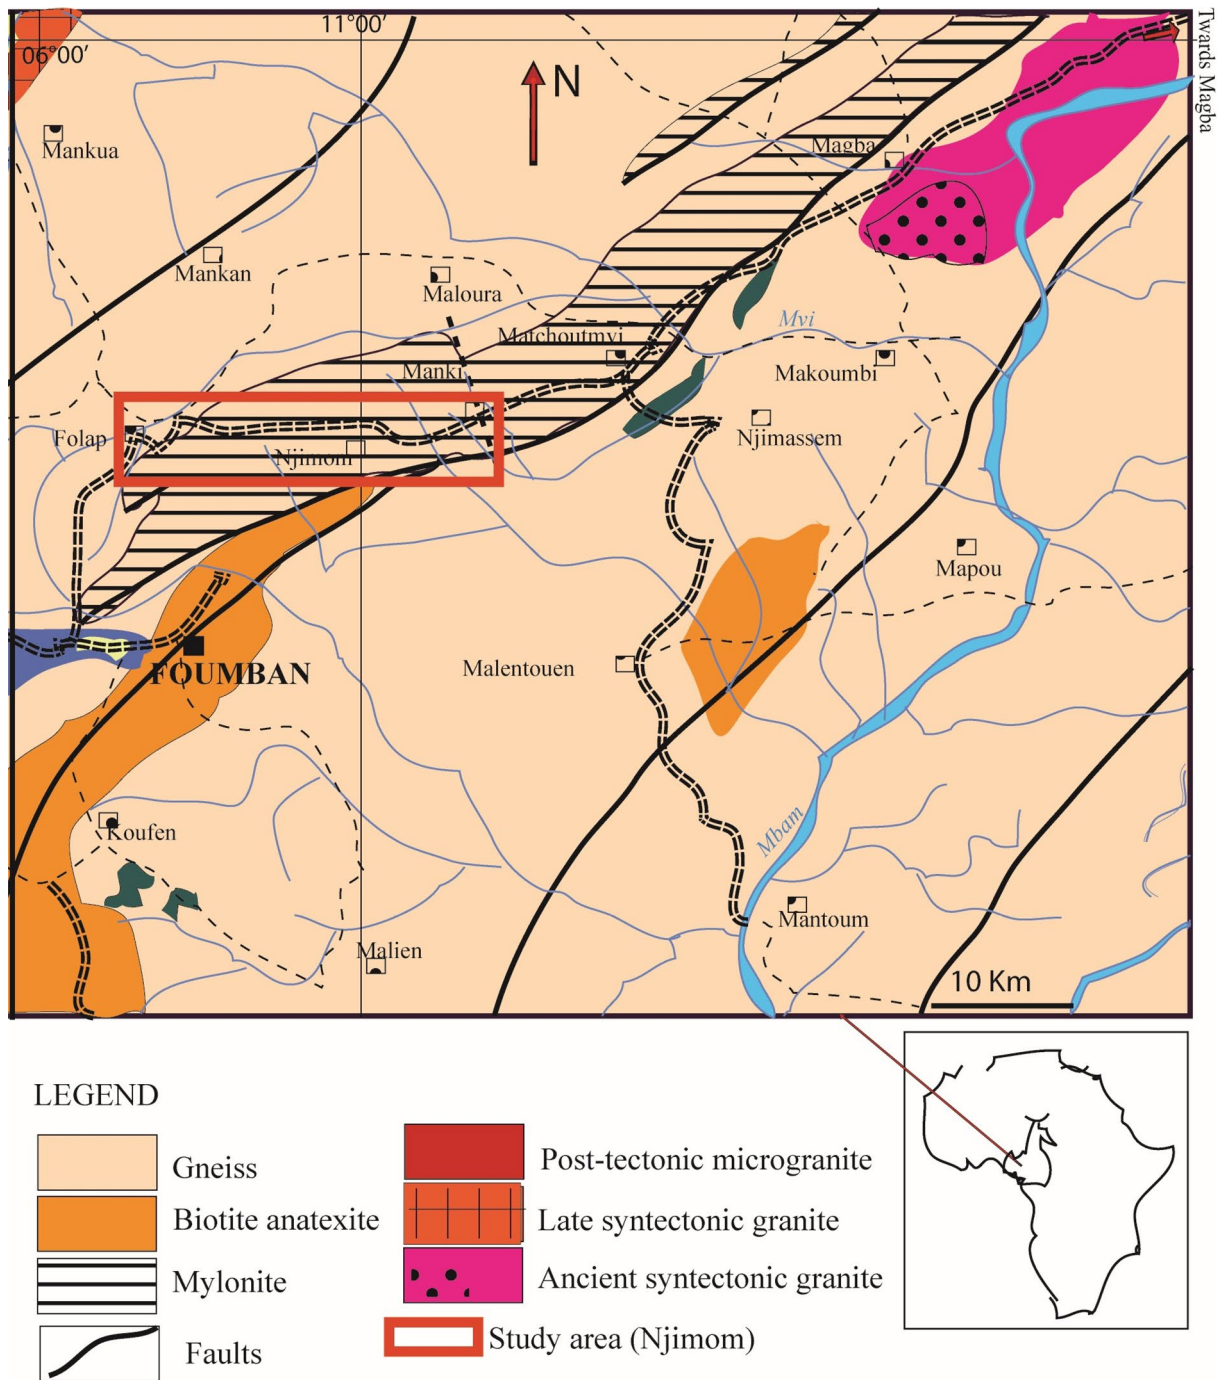 11°00’
06°00’
Twards Magba
N
Mankua
Magba
Mankan
Maloura
Mvi
Matchoutmvi
Manki
Makoumbi
Folap
Njimassem
Njimom
Mapou
FOUMBAN
Malentouen
Koufen
Mbam
Mantoum
Malien
10 Km
LEGEND
Gneiss
Post-tectonic microgranite
Biotite anatexite
Late syntectonic granite
Mylonite
Ancient syntectonic granite
Faults
Study area (Njimom)